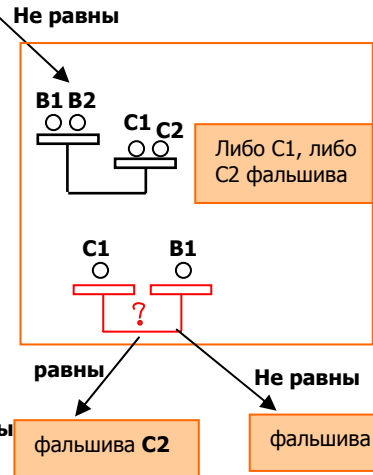 Не равны
B1 B2
C1 C2
Либо C1, либо
C2 фальшива
C1 B1
?
равны
Не равны
ы
фальшива C2
фальшива